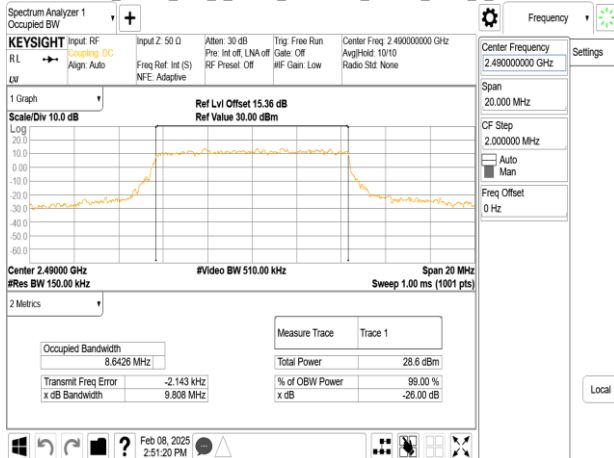 Spectrum Analyzer 1
Occupied BW
Frequency
KEYSIGHT
RL
LXI
Input: RF
Coupling: DC
Align: Auto
Input Z: 50 Ω
Freq Ref: Int (S)
NFE: Adaptive
Atten: 30 dB
Pre: Int off, LNA off
RF Presel: Off
Trig: Free Run
Gate: Off
#IF Gain: Low
Center Freq: 2.490000000 GHz
Avg|Hold: 10/10
Radio Std: None
Center Frequency
2.490000000 GHz
Settings
Span
20.000 MHz
CF Step
2.000000 MHz
Auto
Man
Freq Offset
0 Hz
Local
1 Graph
Scale/Div 10.0 dB
Ref Lvl Offset 15.36 dB
Ref Value 30.00 dBm
Log
20.0
10.0
0.00
-10.0
-20.0
-30.0
-40.0
-50.0
-60.0
Center 2.49000 GHz
#Res BW 150.00 kHz
#Video BW 510.00 kHz
Span 20 MHz
Sweep 1.00 ms (1001 pts)
2 Metrics
Measure Trace Trace 1
Occupied Bandwidth
8.6426 MHz
Total Power 28.6 dBm
Transmit Freq Error -2.143 kHz
% of OBW Power 99.00 %
x dB Bandwidth 9.808 MHz
x dB -26.00 dB
?
Feb 08, 2025
2:51:20 PM